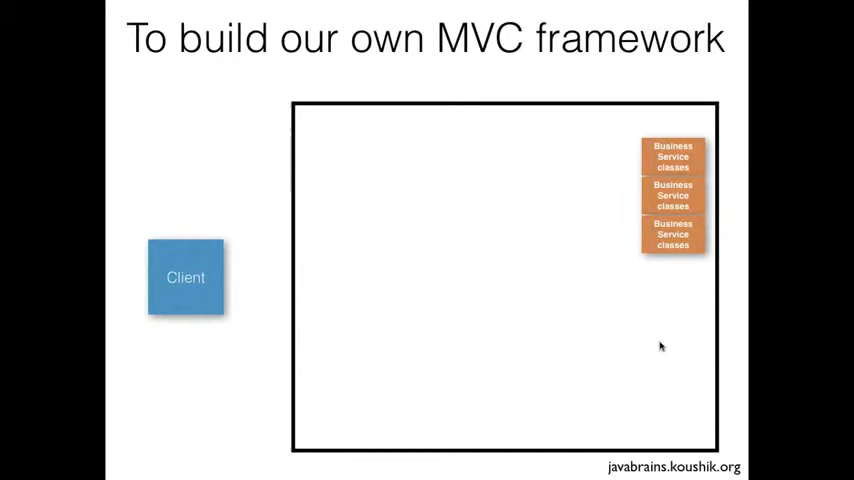 To build our own MVC framework
Business
Service
classes
Business
Service
classes
Business
Service
classes
Client
javabrains.koushik.org